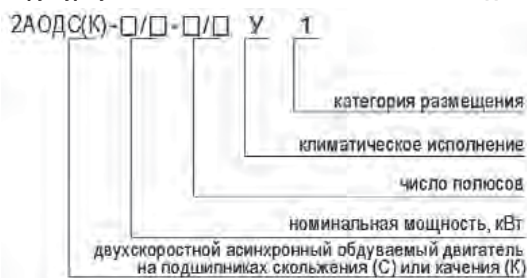 2АОДС(К)-□/□-□/□ У 1
категория размещения
климатическое исполнение
число полюсов
номинальная мощность, кВт
двухскоростной асинхронный обдуваемый двигатель
на подшипниках скольжения (С) или качения (К)